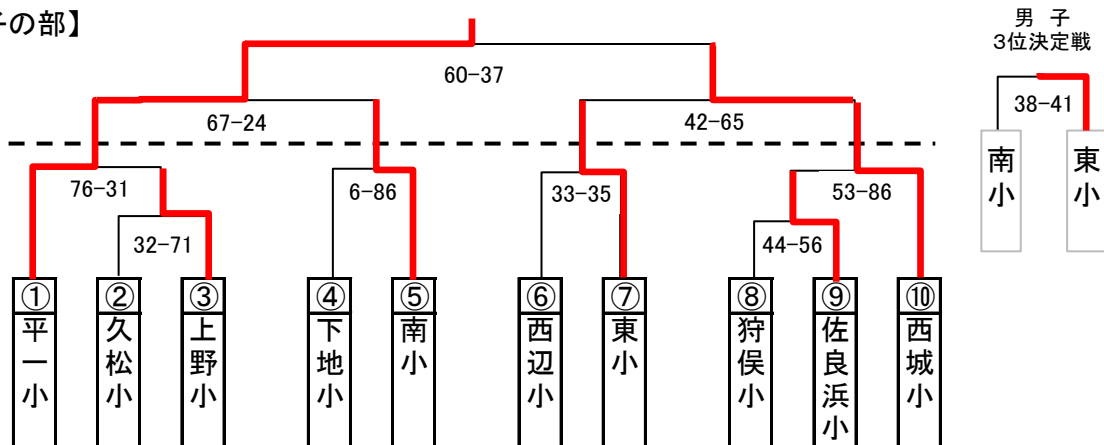 子の部】
男 子
3位決定戦
60-37
38-41
67-24
42-65
南小
東小
76-31
6-86
33-35
53-86
32-71
44-56
① ② ③ ④ ⑤ ⑥ ⑦ ⑧ ⑨ ⑩
平一小
久松小
上野小
下地小
南小
西辺小
東小
狩俣小
佐良浜小
西城小